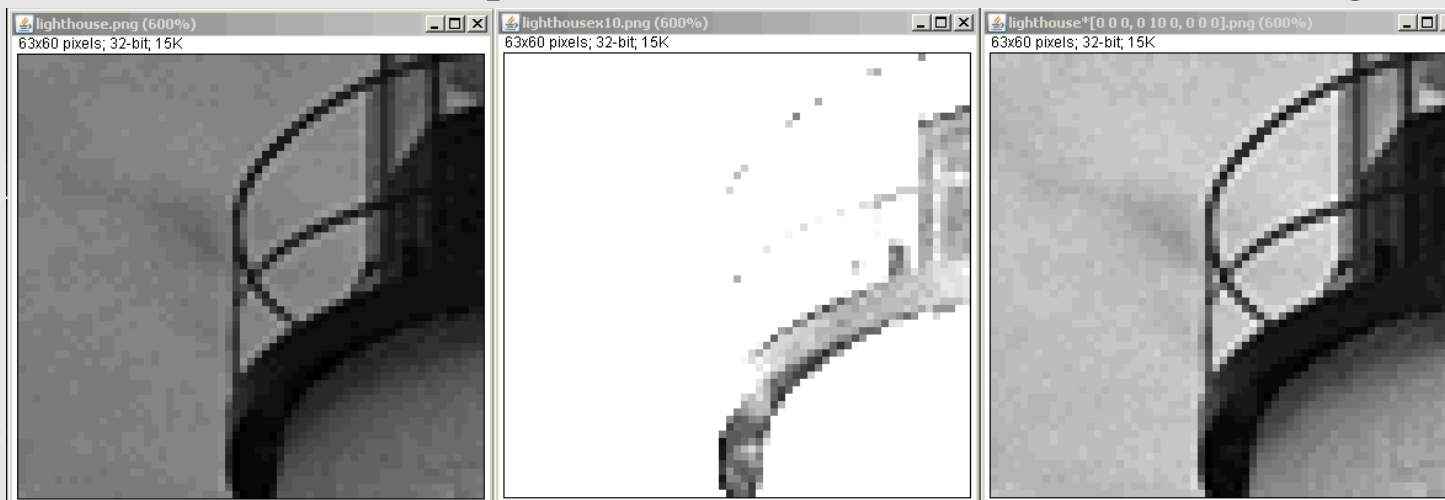 lighthouse.png (600%)
63x60 pixels; 32-bit; 15K
lighthousex10.png (600%)
63x60 pixels; 32-bit; 15K
lighthouse*[0 0 0, 0 10 0, 0 0 0].png (600%)
63x60 pixels; 32-bit; 15K